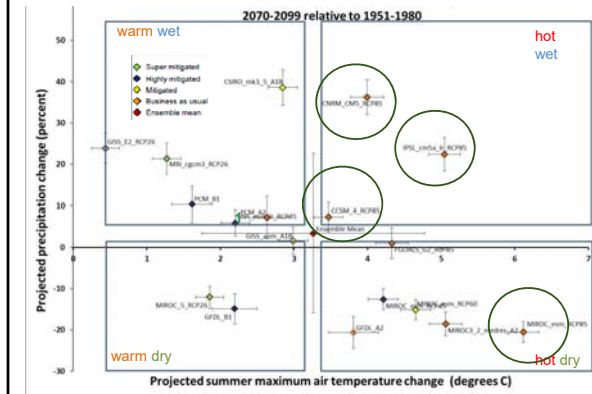 2070-2099 relative to 1951-1980
warm wet
hot
wet
Super mitigated
Highly mitigated
Mitigated
Business as usual
Ensemble mean
CSIRO_mk3_5_A1B
CNRM_CM5_RCP85
IPSL_cm5a_lr_RCP85
GISS_E2_RCP26
MRI_cgcm3_RCP26
PCM_B1
PCM_A2
CCSM_4_RCP85
Ensemble Mean
GISS_aom_A1B
MIROC_5_RCP26
GFDL_B1
GFDL_A2
MIROC_esm_RCP60
MIROC3_2_medres_A2
MIROC_esm_RCP85
warm dry
hot dry
50
40
30
20
10
0
-10
-20
-30
0
1
2
3
4
5
6
7
Projected precipitation change (percent)
Projected summer maximum air temperature change (degrees C)